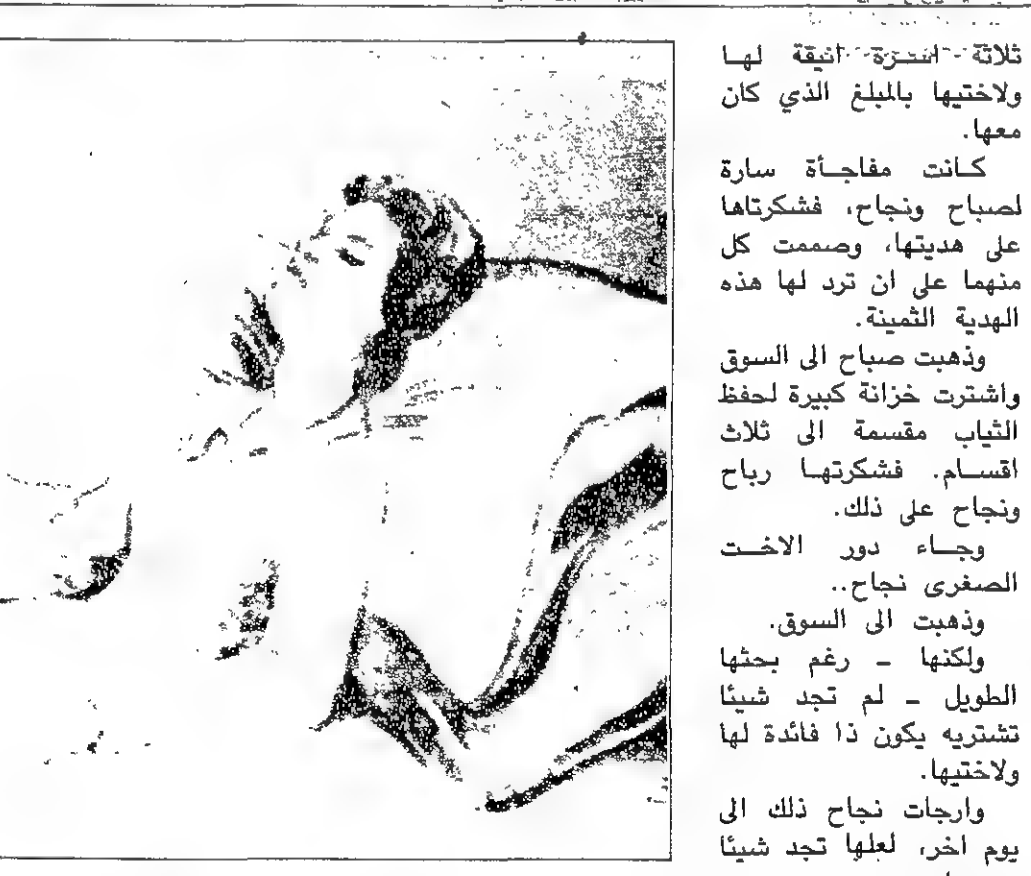 ثلاثة انيقة لها
ولاختيها بالمبلغ الذي كان
معها.
كانت مفاجأة سارة
لصباح ونجاح، فشكرتاها
على هديتها، وصممت كل
منهما على ان ترد لها هذه
الهدية الثمينة.
وذهبت صباح الى السوق
واشترت خزانة كبيرة لحفظ
الثياب مقسمة الى ثلاث
اقسام. فشكرتها رباح
ونجاح على ذلك.
وجاء دور الاخت
الصغرى نجاح..
وذهبت الى السوق.
ولكنها - رغم بحثها
الطويل - لم تجد شيئا
تشتريه يكون ذا فائدة لها
ولاختيها.
وارجات نجاح ذلك الى
يوم اخر، لعلها تجد شيئا